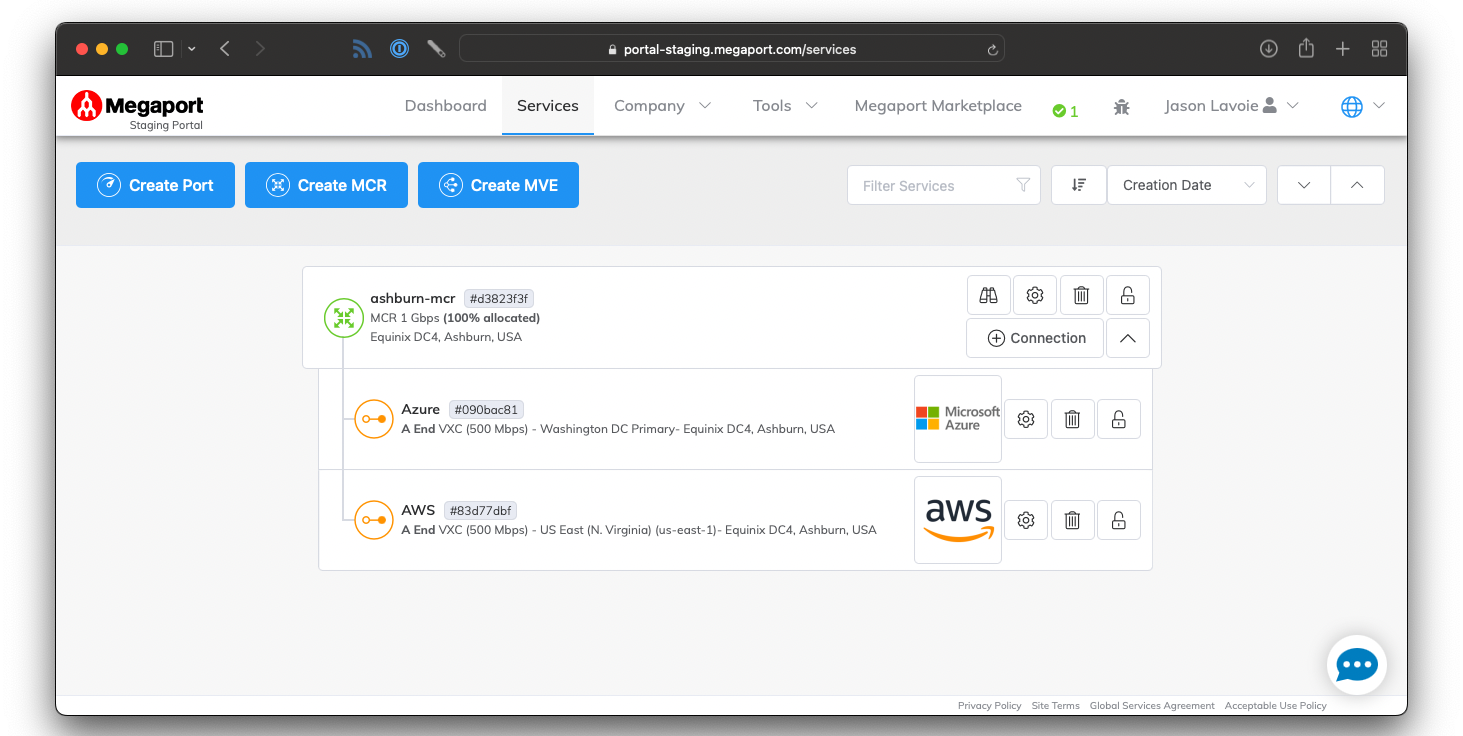 portal-staging.megaport.com/services
Megaport
Staging Portal
Dashboard
Services
Company
Tools
Megaport Marketplace
1
Jason Lavoie
Create Port
Create MCR
Create MVE
Filter Services
Creation Date
ashburn-mcr #d3823f3f
MCR 1 Gbps (100% allocated)
Equinix DC4, Ashburn, USA
Connection
Azure #090bac81
A End VXC (500 Mbps) - Washington DC Primary- Equinix DC4, Ashburn, USA
Microsoft
Azure
AWS #83d77dbf
A End VXC (500 Mbps) - US East (N. Virginia) (us-east-1)- Equinix DC4, Ashburn, USA
aws
Privacy Policy Site Terms Global Services Agreement Acceptable Use Policy